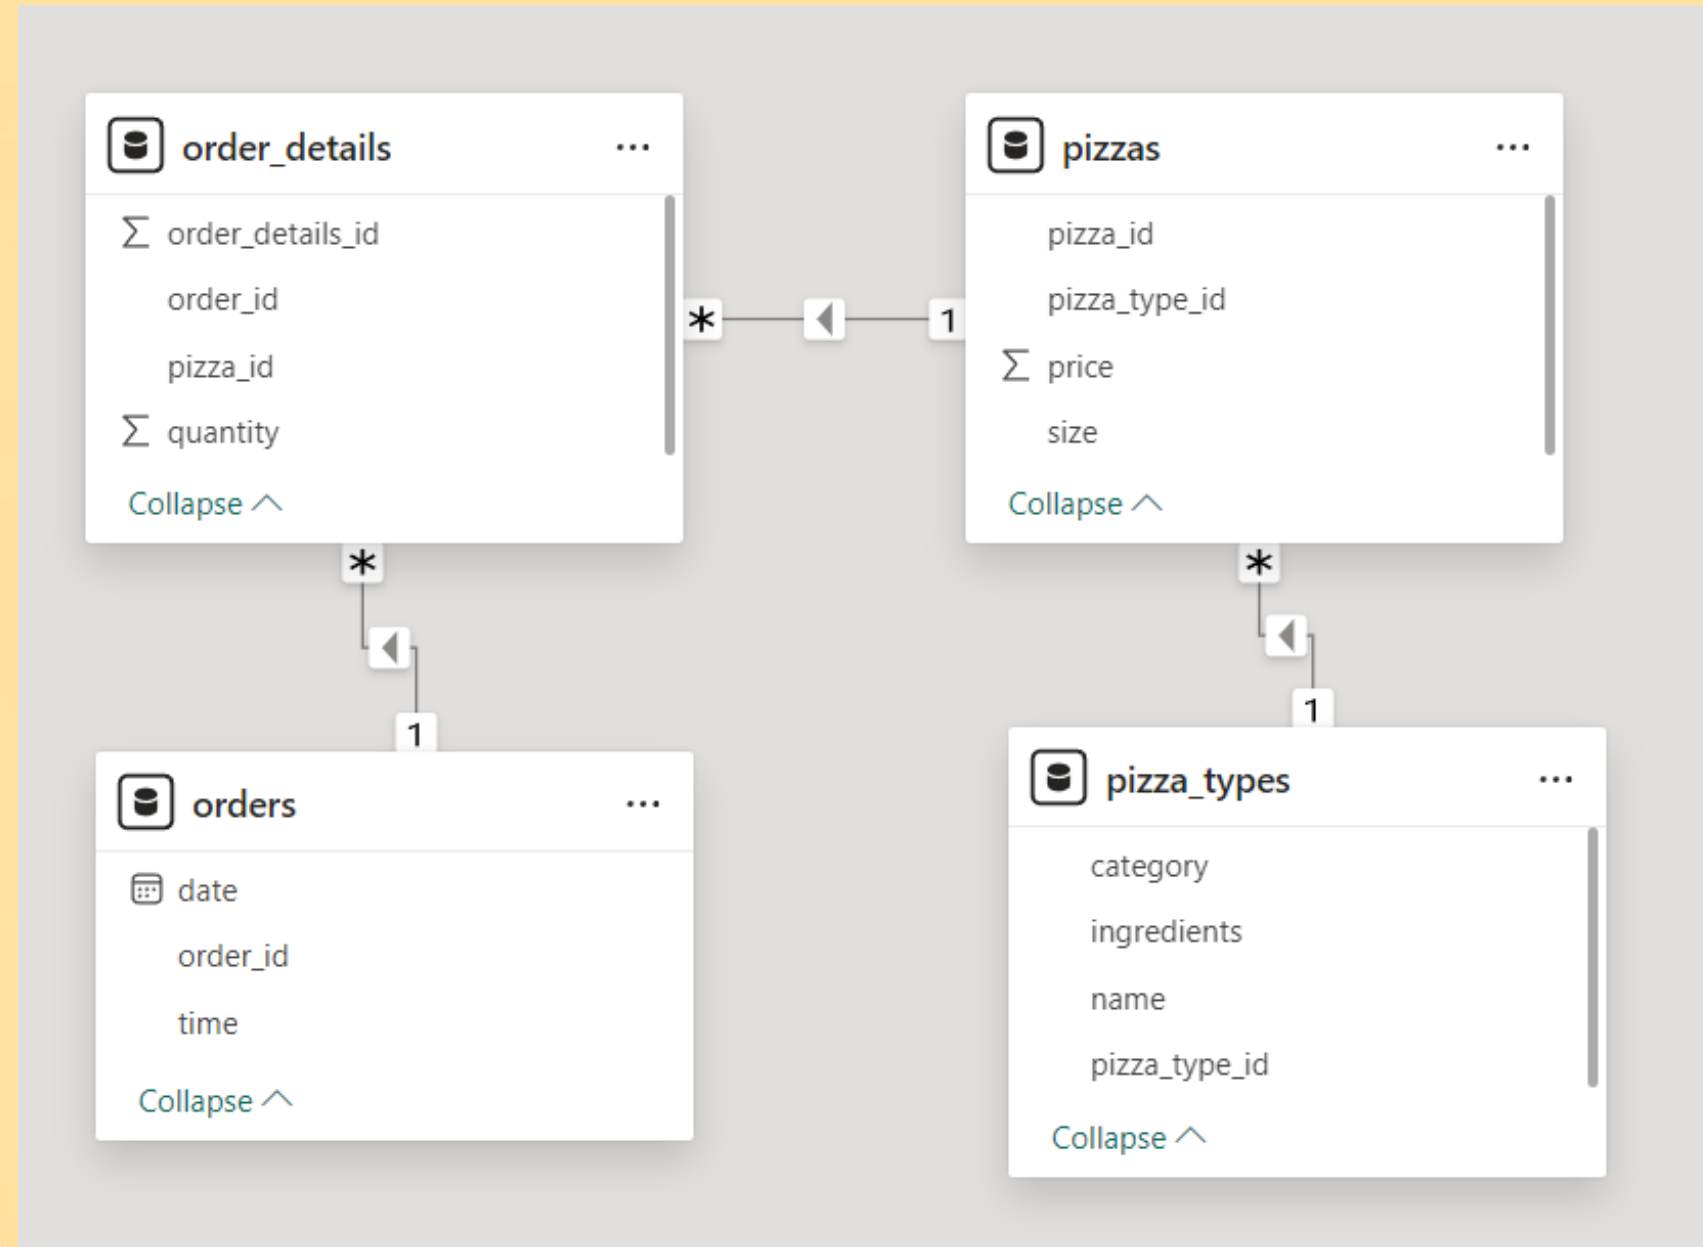 order_details
...
order_details_id
order_id
pizza_id
quantity
Collapse
pizzas
...
pizza_id
pizza_type_id
price
size
Collapse
* 1
*
1
*
1
orders
...
date
order_id
time
Collapse
pizza_types
...
category
ingredients
name
pizza_type_id
Collapse